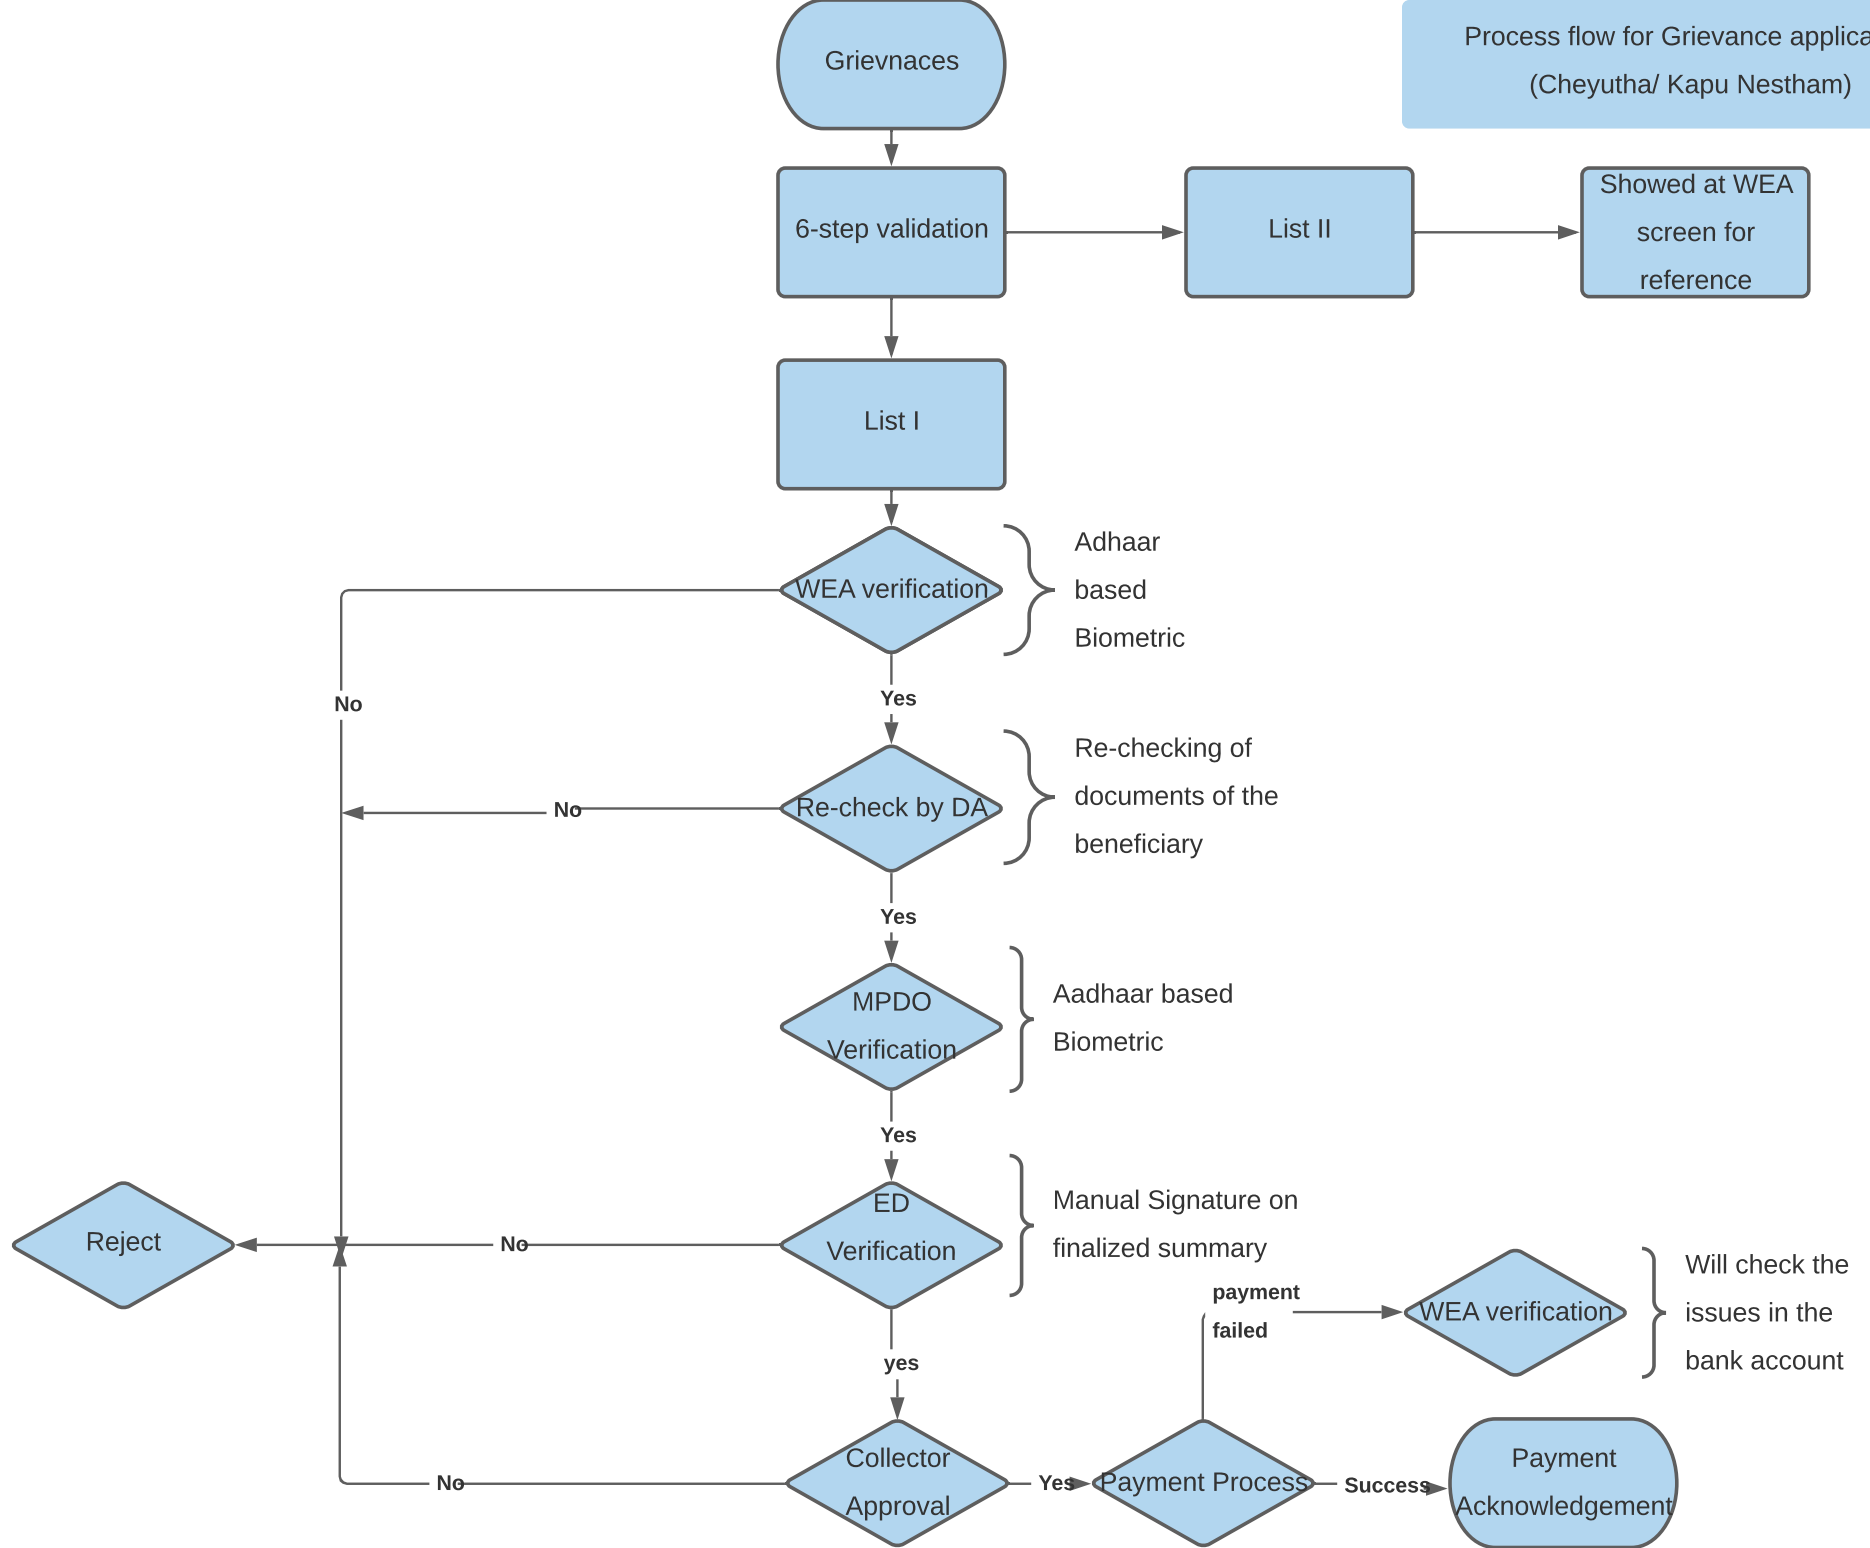 Grievnaces
Process flow for Grievance applica
(Cheyutha/ Kapu Nestham)
6-step validation
List II
Showed at WEA
screen for
reference
List I
WEA verification
Adhaar
based
Biometric
No
Yes
Re-check by DA
No
Re-checking of
documents of the
beneficiary
Yes
MPDO
Verification
Aadhaar based
Biometric
Yes
Reject
No
ED
Verification
Manual Signature on
finalized summary
payment
failed
WEA verification
Will check the
issues in the
bank account
yes
No
Collector
Approval
Yes
Payment Process
Success
Payment
Acknowledgement